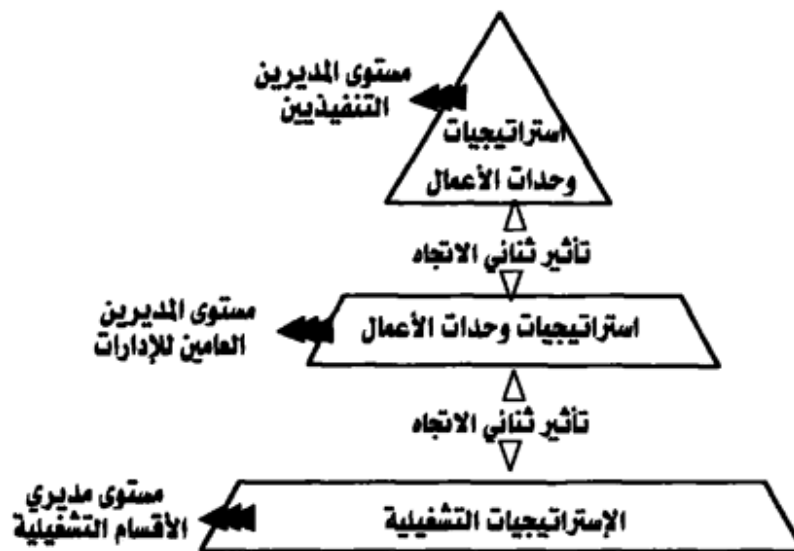 مستوى المديرين
التنفيذيين
استراتيجيات
وحدات الأعمال
تأثير ثنائي الاتجاه
مستوى المديرين
العامين للإدارات
استراتيجيات وحدات الأعمال
تأثير ثنائي الاتجاه
مستوى مديري
الأقسام التشغيلية
الإستراتيجيات التشغيلية